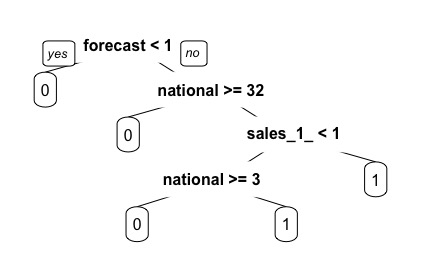 yes forecast < 1 no
0
national >= 32
0
sales_1_ < 1
national >= 3
1
0
1